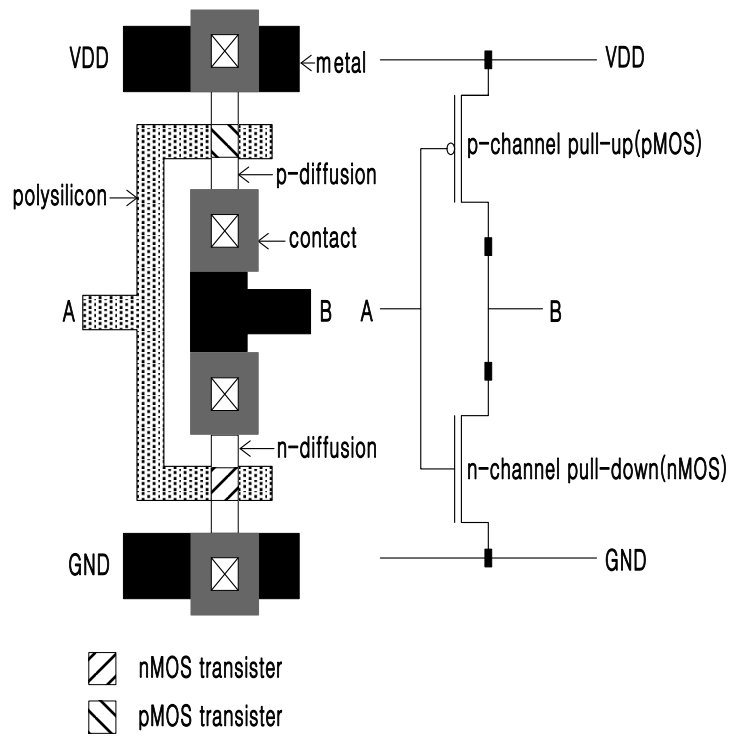 VDD
metal
VDD
p-channel pull-up(pMOS)
p-diffusion
polysilicon
contact
A
B
A
B
n-diffusion
n-channel pull-down(nMOS)
GND
GND
nMOS transister
pMOS transister